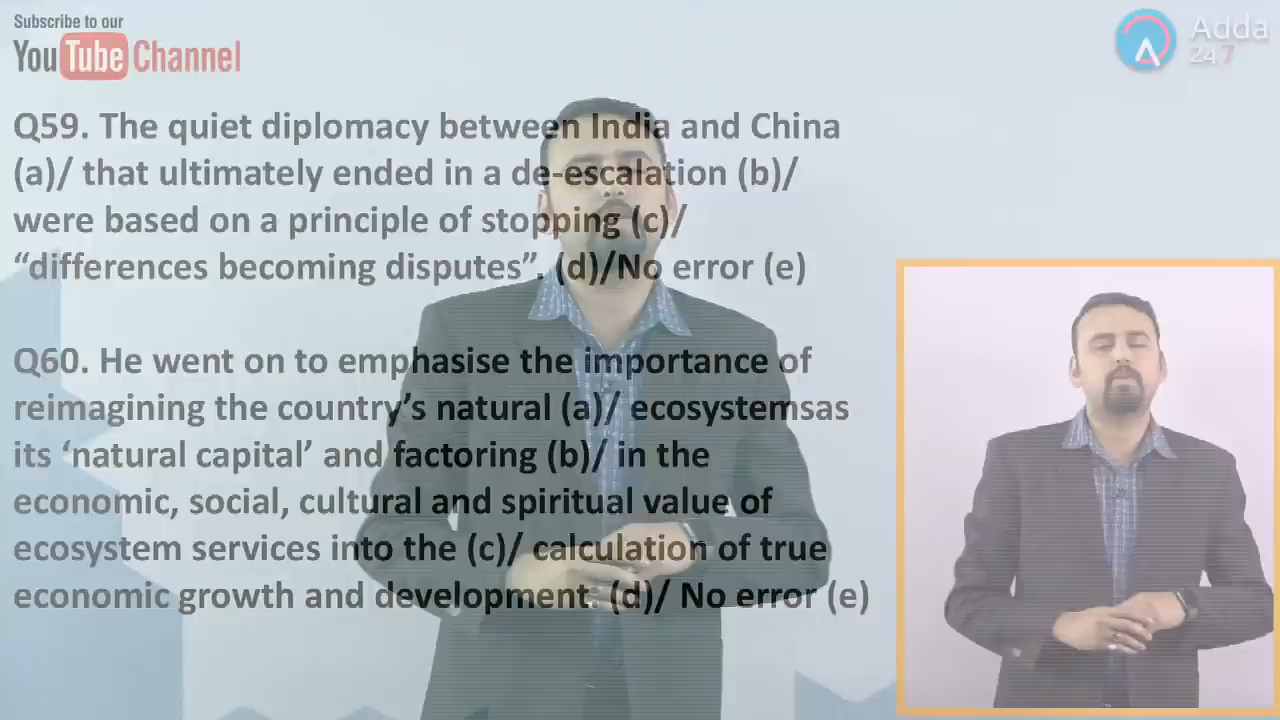 Subscribe to our
YouTube Channel
Adda
247
Q59. The quiet diplomacy between India and China
(a)/ that ultimately ended in a de-escalation (b)/
were based on a principle of stopping (c)/
“differences becoming disputes”. (d)/No error (e)
Q60. He went on to emphasise the importance of
reimagining the country’s natural (a)/ ecosystemsas
its ‘natural capital’ and factoring (b)/ in the
economic, social, cultural and spiritual value of
ecosystem services into the (c)/ calculation of true
economic growth and development. (d)/ No error (e)